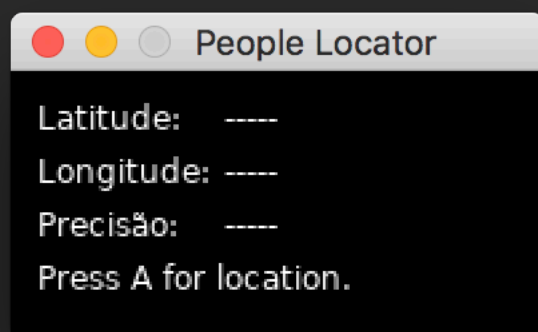 People Locator
Latitude: -----
Longitude: -----
Precisão: -----
Press A for location.